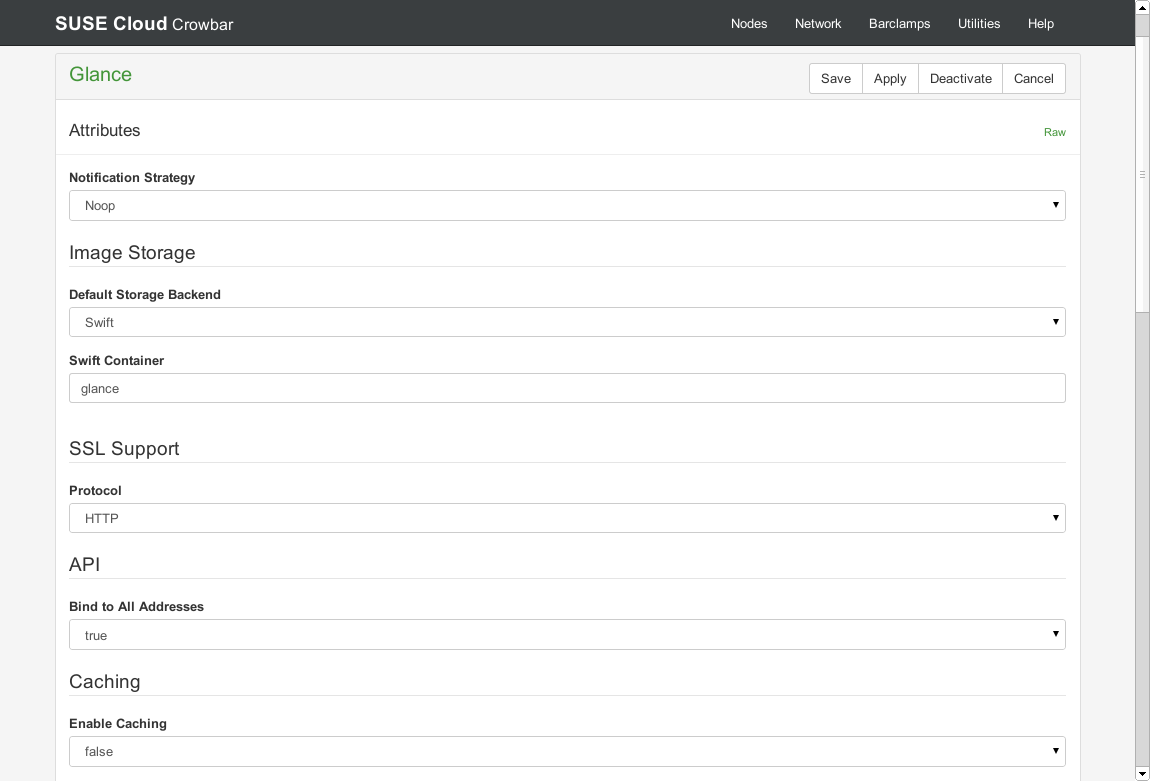 SUSE Cloud Crowbar
Nodes Network Barclamps Utilities Help
Glance
Save Apply Deactivate Cancel
Attributes
Raw
Notification Strategy
Noop
Image Storage
Default Storage Backend
Swift
Swift Container
glance
SSL Support
Protocol
HTTP
API
Bind to All Addresses
true
Caching
Enable Caching
false